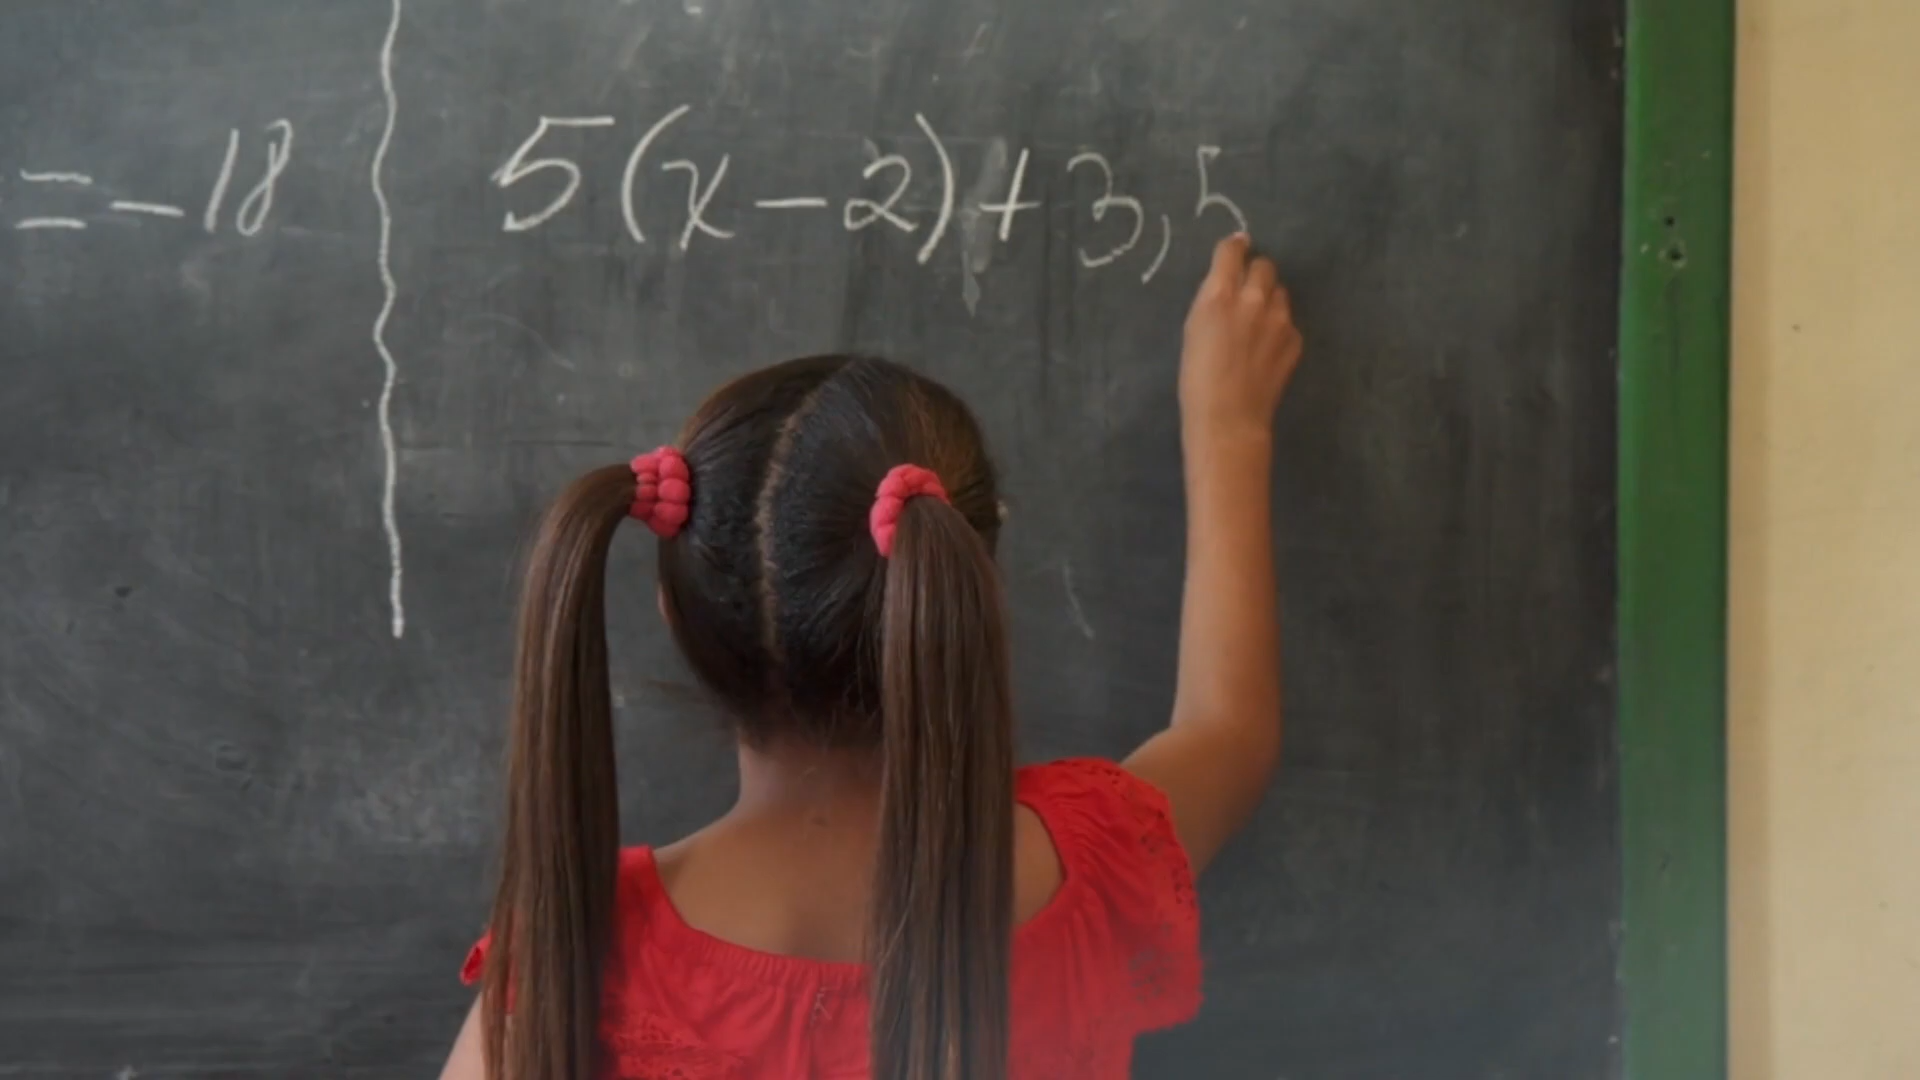 = - 18
5(x - 2) + 3,5